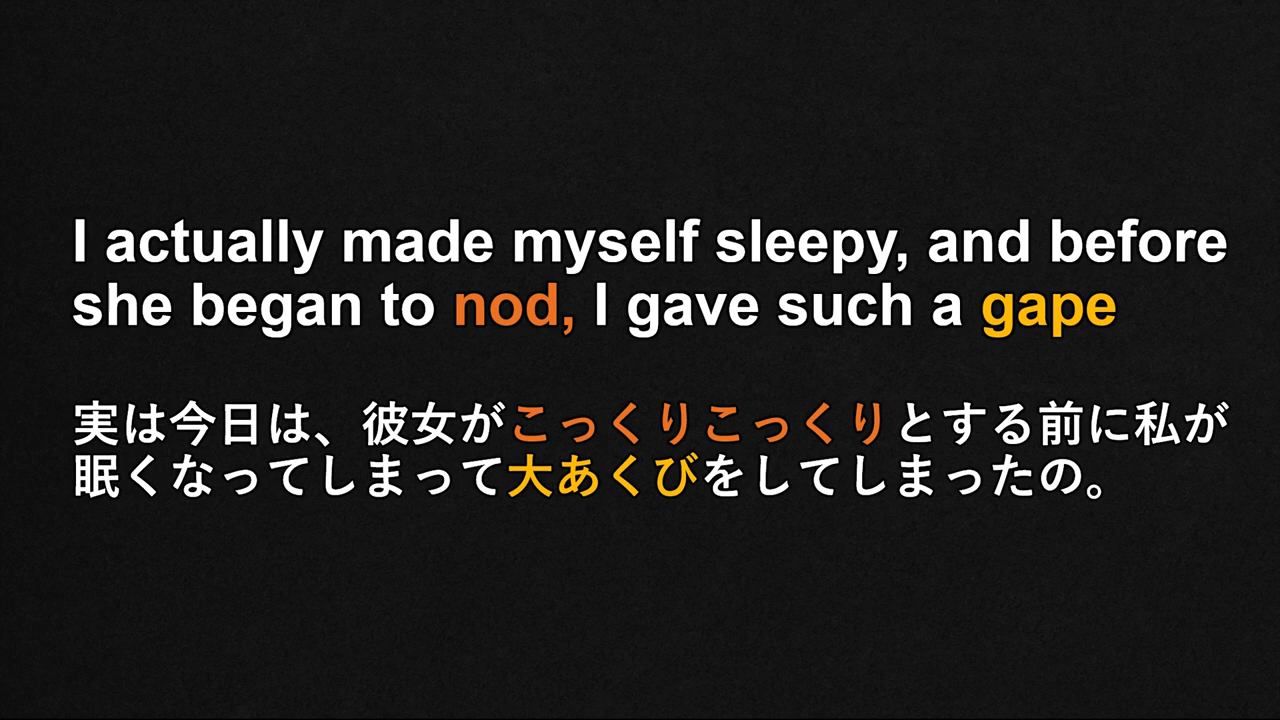 I actually made myself sleepy, and before
she began to nod, I gave such a gape
実は今日は、彼女がこっくりこっくりとする前に私が
眠くなってしまって大あくびをしてしまったの。